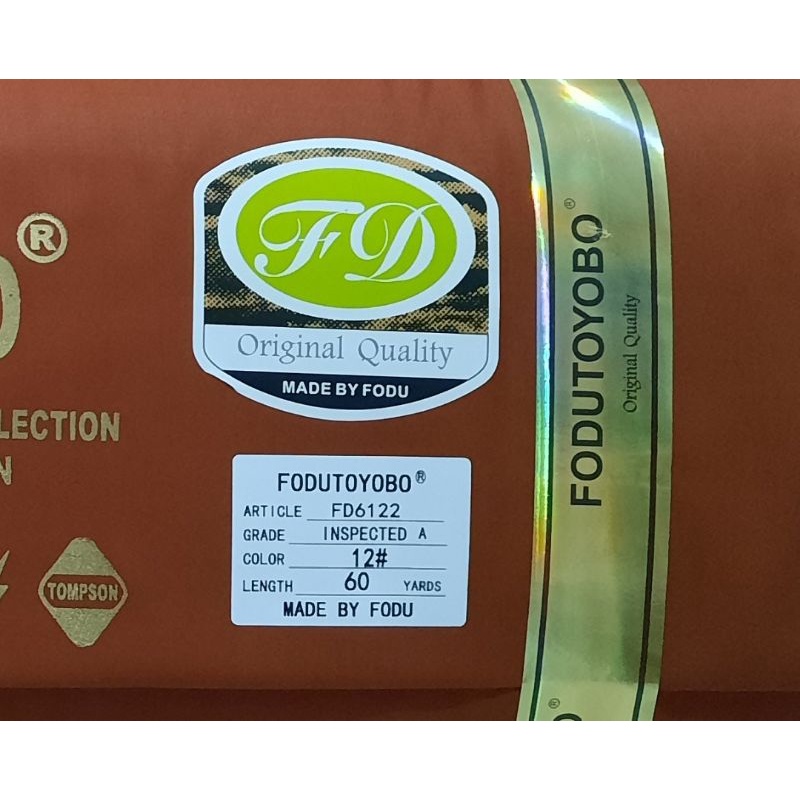 ®
LECTION
N
TOMPSON
FD
Original Quality
MADE BY FODU
FODUTOYOBO®
ARTICLE FD6122
GRADE INSPECTED A
COLOR 12#
LENGTH 60 YARDS
MADE BY FODU
FODUTOYOBO®
Original Quality